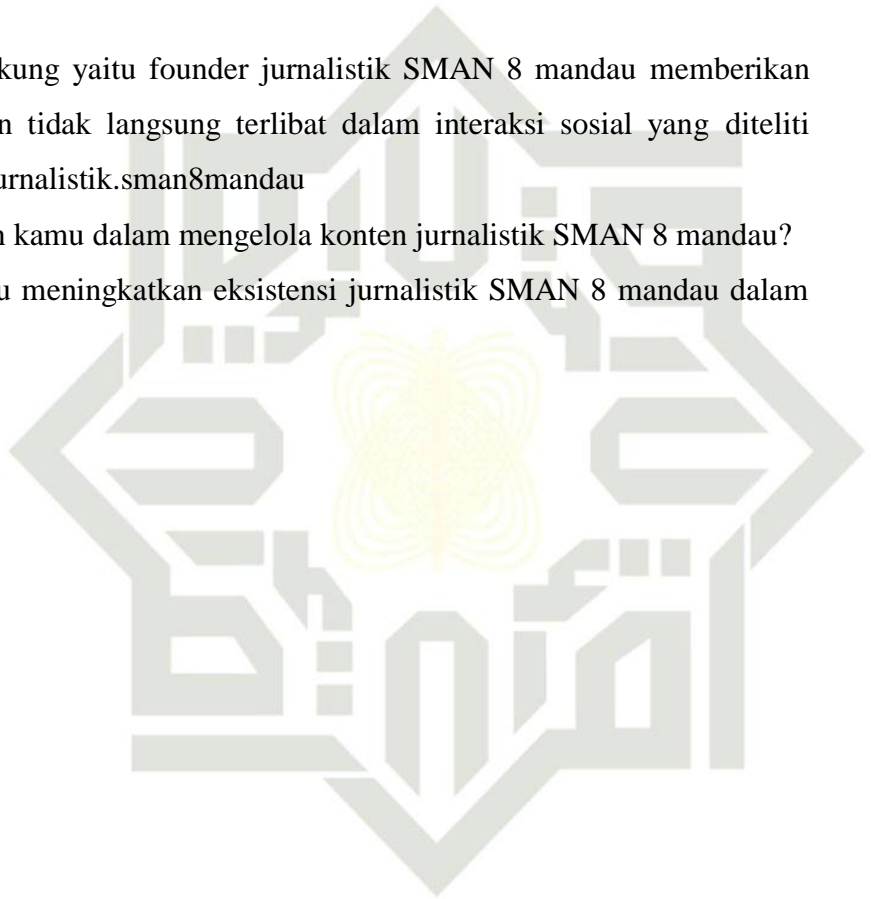 kung yaitu founder jurnalistik SMAN 8 mandau memberikan
n tidak langsung terlibat dalam interaksi sosial yang diteliti
urnalistik.sman8mandau
n kamu dalam mengelola konten jurnalistik SMAN 8 mandau?
u meningkatkan eksistensi jurnalistik SMAN 8 mandau dalam